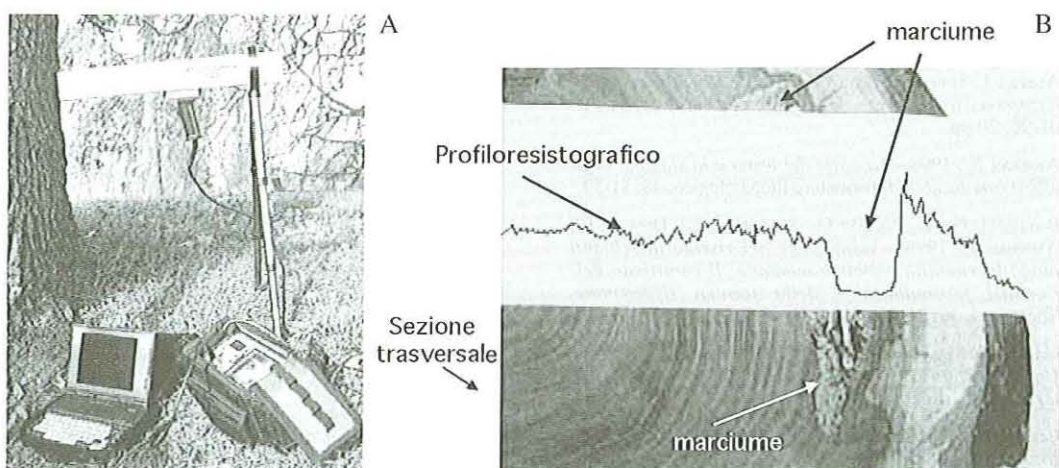 A
B
marciume
Profiloresistografico
Sezione
trasversale
marciume